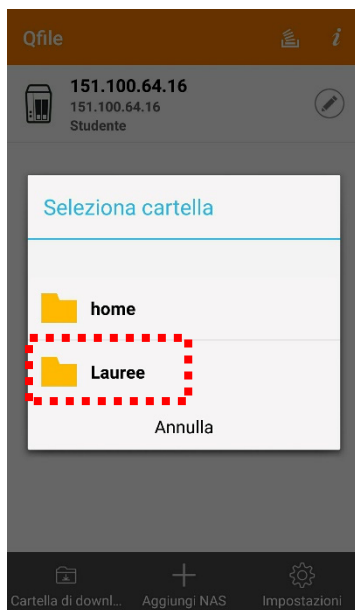 Qfile
151.100.64.16
151.100.64.16
Studente
Seleziona cartella
home
Lauree
Annulla
Cartella di downl... Aggiungi NAS Impostazioni